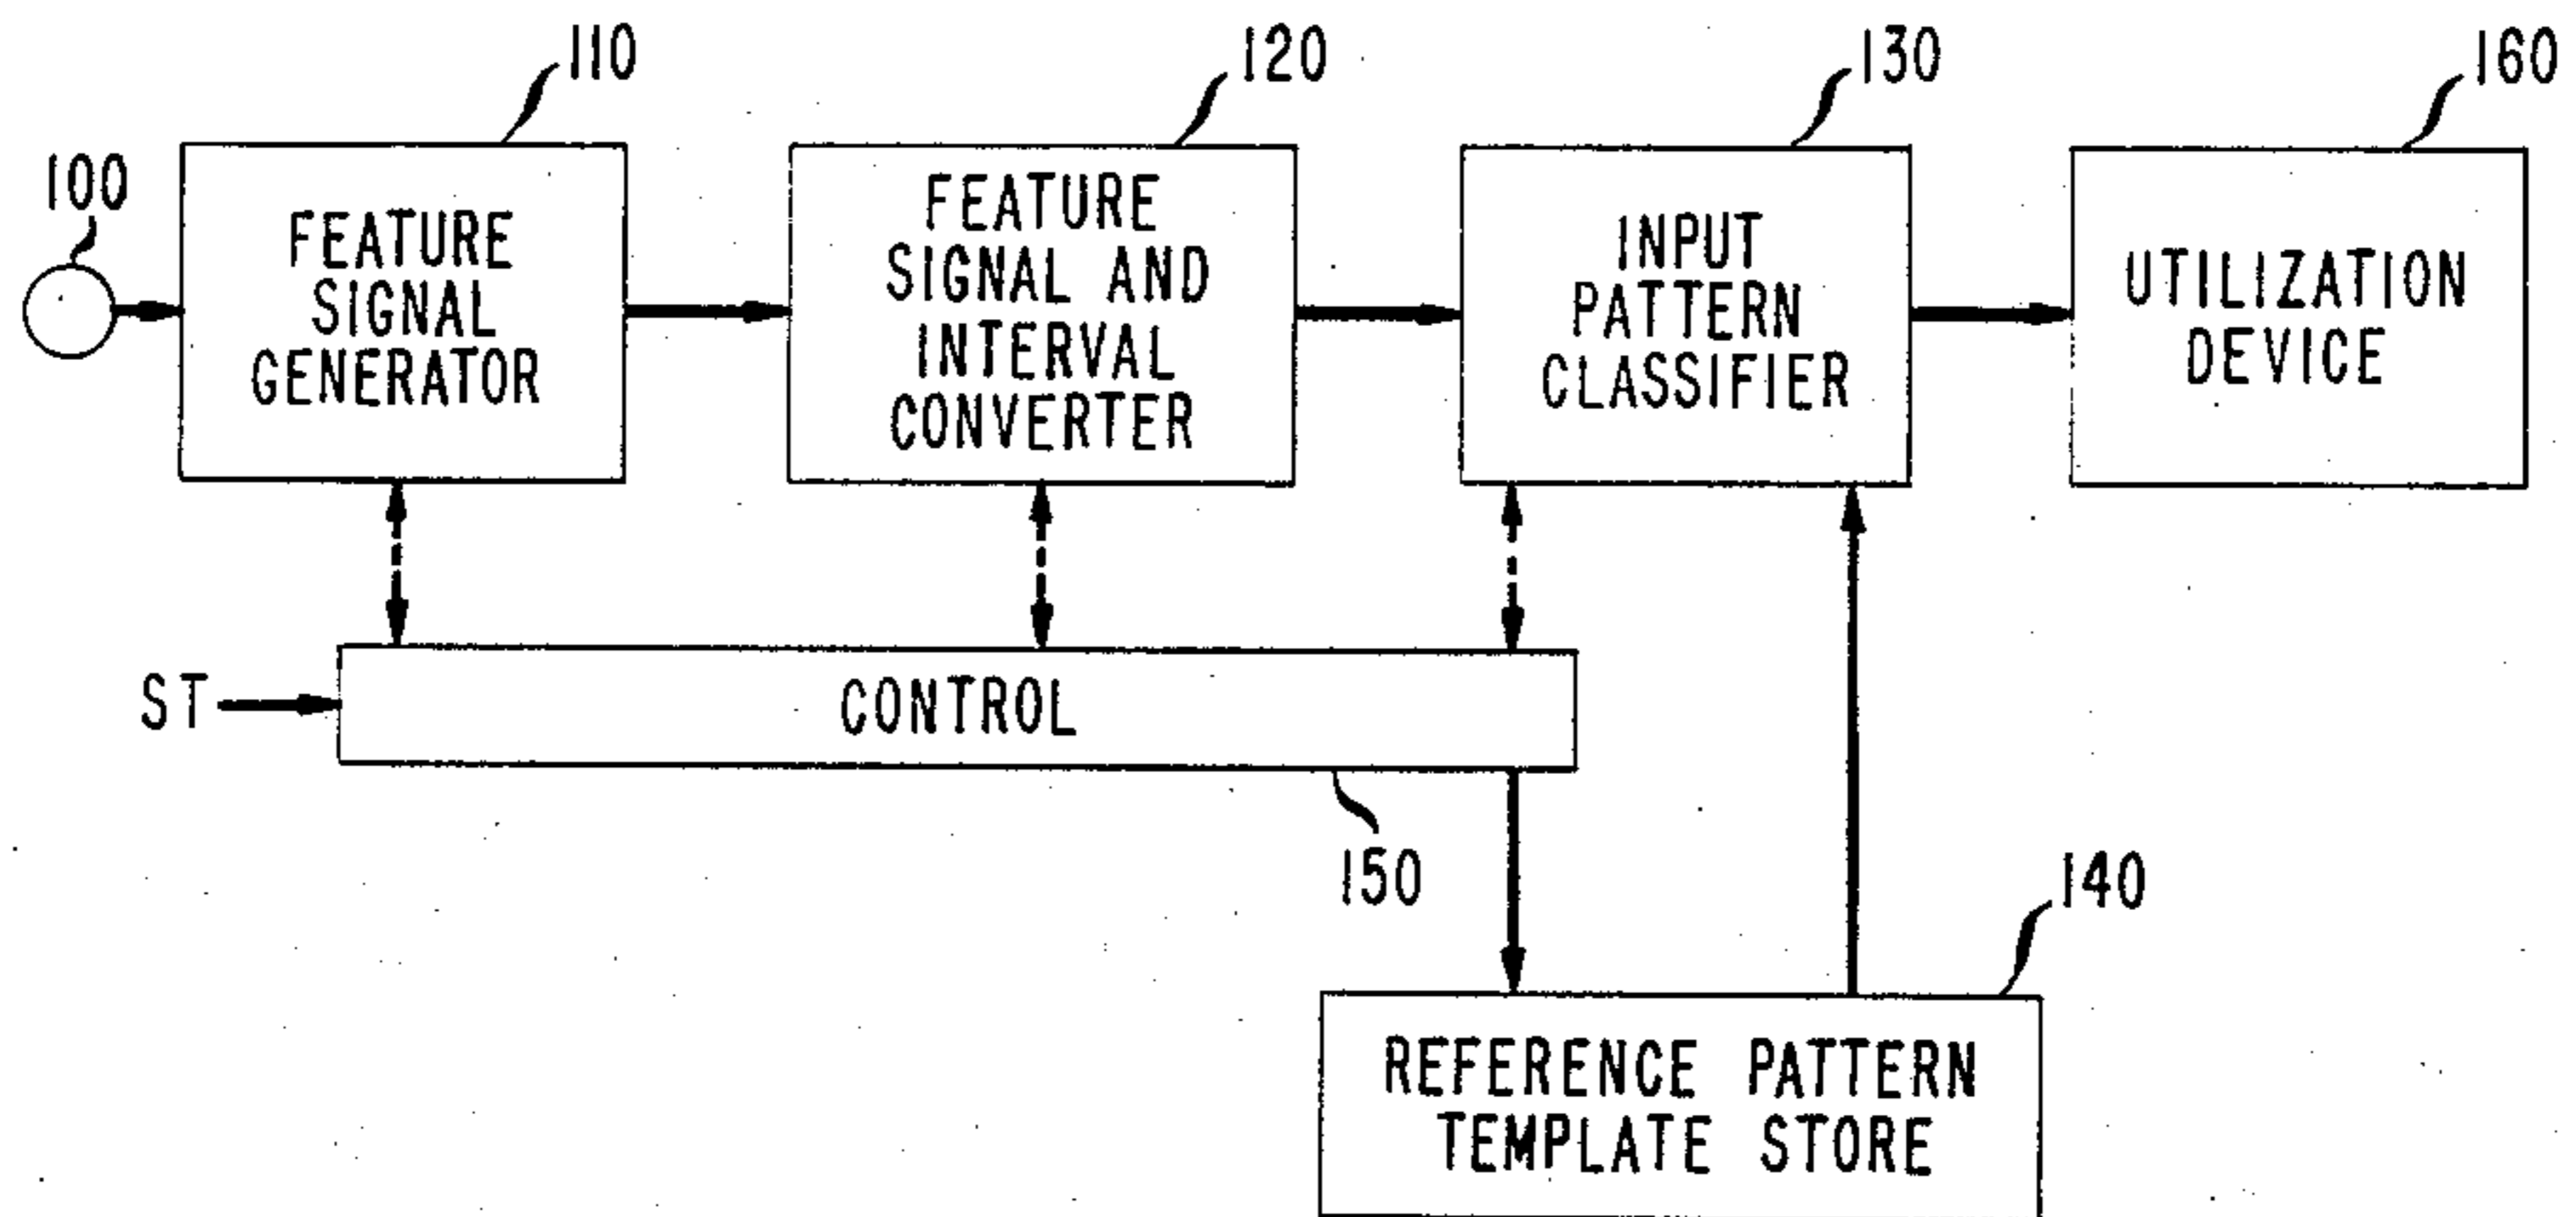 110
120
130
160
100
FEATURE
SIGNAL
GENERATOR
FEATURE
SIGNAL AND
INTERVAL
CONVERTER
INPUT
PATTERN
CLASSIFIER
UTILIZATION
DEVICE
ST
CONTROL
150
140
REFERENCE PATTERN
TEMPLATE STORE